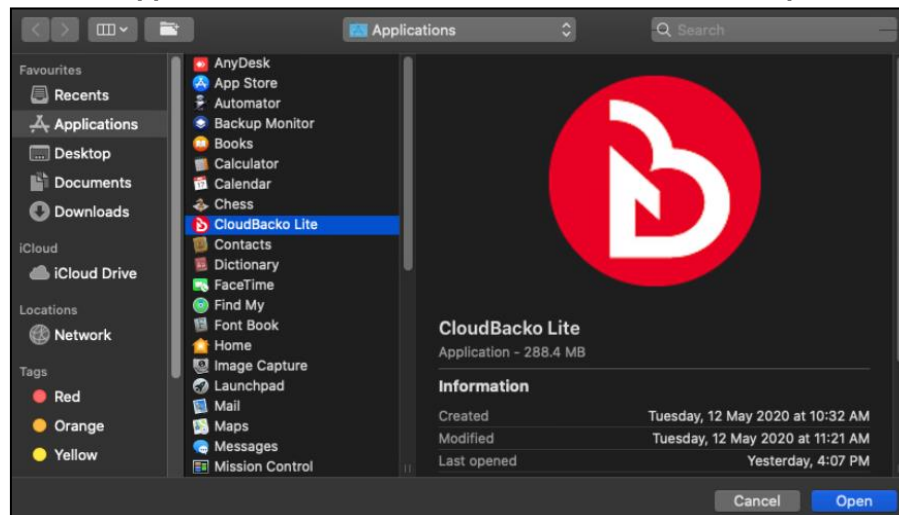 Applications
Search
Favourites
Recents
Applications
Desktop
Documents
Downloads
iCloud
iCloud Drive
Locations
Network
Tags
Red
Orange
Yellow
AnyDesk
App Store
Automator
Backup Monitor
Books
Calculator
Calendar
Chess
CloudBacko Lite
Contacts
Dictionary
FaceTime
Find My
Font Book
Home
Image Capture
Launchpad
Mail
Maps
Messages
Mission Control
CloudBacko Lite
Application - 288.4 MB
Information
Created Tuesday, 12 May 2020 at 10:32 AM
Modified Tuesday, 12 May 2020 at 11:21 AM
Last opened Yesterday, 4:07 PM
Cancel Open